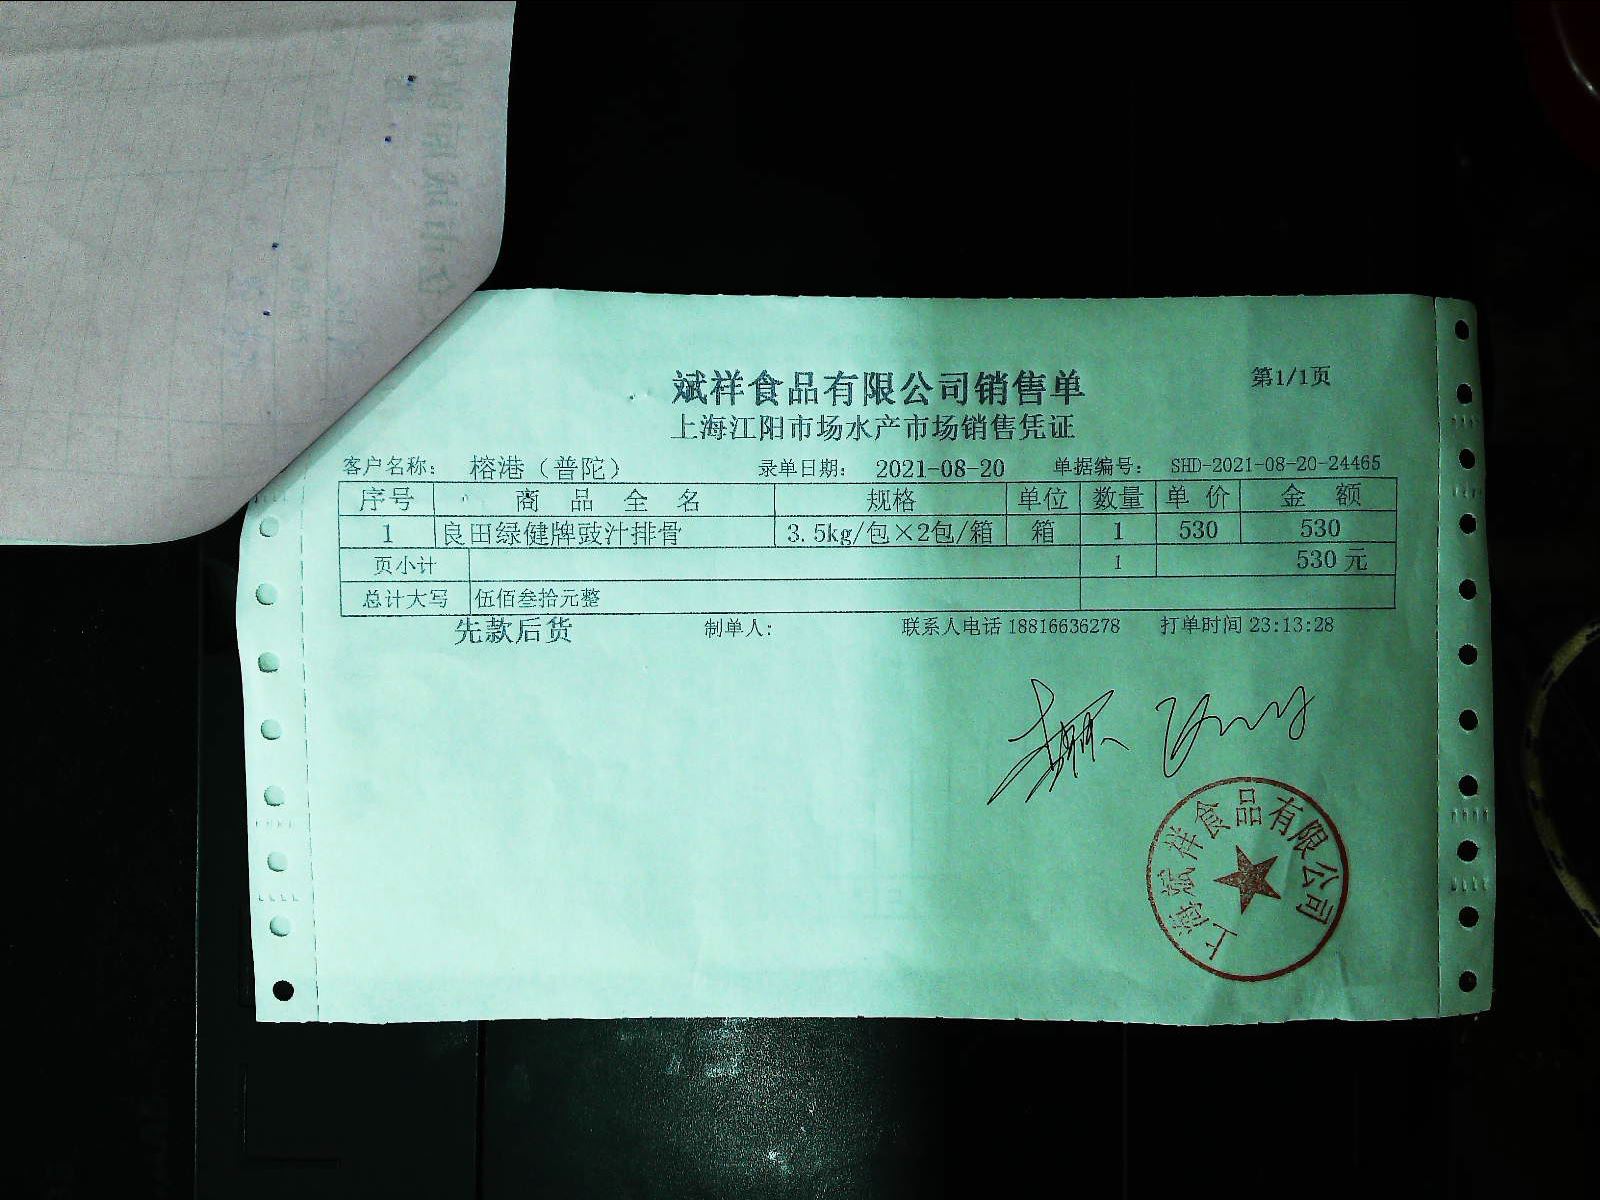 斌祥食品有限公司销售单
第1/1页
上海江阳市场水产市场销售凭证
客户名称： 榕港（普陀） 录单日期： 2021-08-20 单据编号： SHD-2021-08-20-24465
序号 商品全名 规格 单位 数量 单价 金额
1 良田绿健牌豉汁排骨 3.5kg/包×2包/箱 箱 1 530 530
页小计 1 530 元
总计大写 伍佰叁拾元整
先款后货 制单人: 联系人电话 18816636278 打单时间 23:13:28
上海斌祥食品有限公司